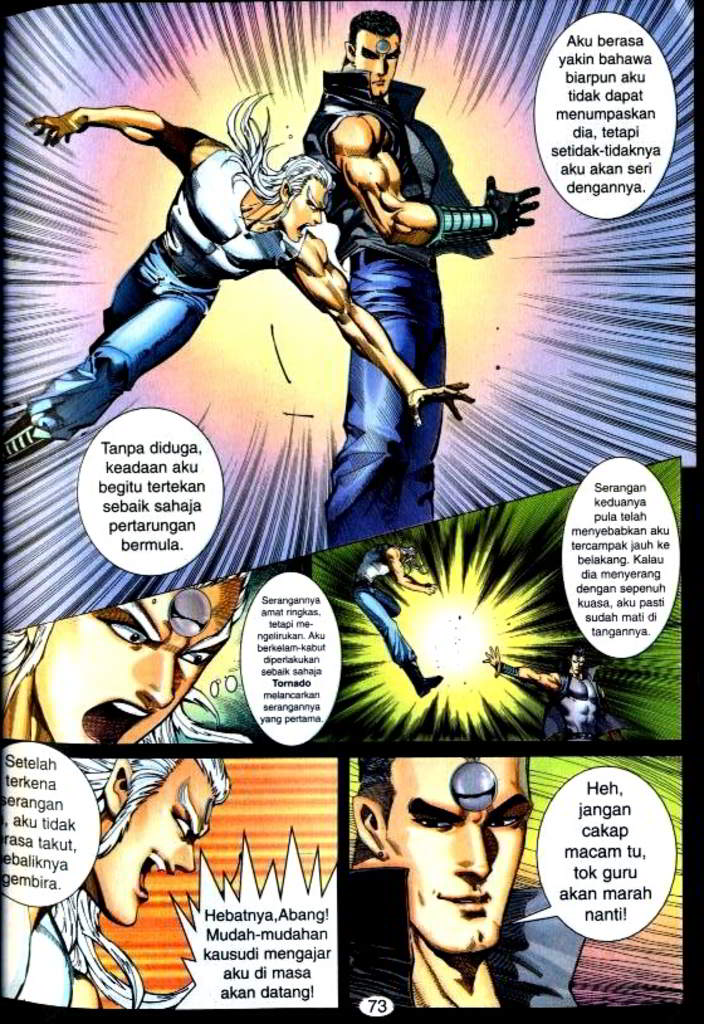 Aku berasa
yakin bahawa
biarpun aku
tidak dapat
menumpaskan
dia, tetapi
setidak-tidaknya
aku akan seri
dengannya.
Tanpa diduga,
keadaan aku
begitu tertekan
sebaik sahaja
pertarungan
bermula.
Serangannya
amat ringkas,
tetapi me-
ngelirukan. Aku
berkelam-kabut
diperlakukan
sebaik sahaja
Tornado
melancarkan
serangannya
yang pertama.
Serangan
keduanya
pula telah
menyebabkan aku
tercampak jauh ke
belakang. Kalau
dia menyerang
dengan sepenuh
kuasa, aku pasti
sudah mati di
tangannya.
Setelah
terkena
serangan
, aku tidak
rasa takut,
ebaliknya
gembira.
Hebatnya,Abang!
Mudah-mudahan
kausudi mengajar
aku di masa
akan datang!
Heh,
jangan
cakap
macam tu,
tok guru
akan marah
nanti!
73